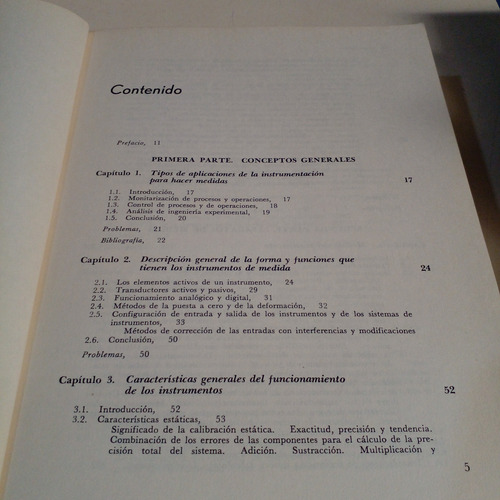 Contenido
Prefacio, 11
PRIMERA PARTE. CONCEPTOS GENERALES
Capítulo 1. Tipos de aplicaciones de la instrumentación
para hacer medidas 17
1.1. Introducción, 17
1.2. Monitarización de procesos y operaciones, 17
1.3. Control de procesos y de operaciones, 18
1.4. Análisis de ingeniería experimental, 19
1.5. Conclusión, 20
Problemas, 21
Bibliografía, 22
Capítulo 2. Descripción general de la forma y funciones que
tienen los instrumentos de medida 24
2.1. Los elementos activos de un instrumento, 24
2.2. Transductores activos y pasivos, 29
2.3. Funcionamiento analógico y digital, 31
2.4. Métodos de la puesta a cero y de la deformación, 32
2.5. Configuración de entrada y salida de los instrumentos y de los sistemas de
instrumentos, 33
Métodos de corrección de las entradas con interferencias y modificaciones
2.6. Conclusión, 50
Problemas, 50
Capítulo 3. Características generales del funcionamiento
de los instrumentos 52
3.1. Introducción, 52
3.2. Características estáticas, 53
Significado de la calibración estática. Exactitud, precisión y tendencia.
Combinación de los errores de las componentes para el cálculo de la pre-
cisión total del sistema. Adición. Sustracción. Multiplicación y
5